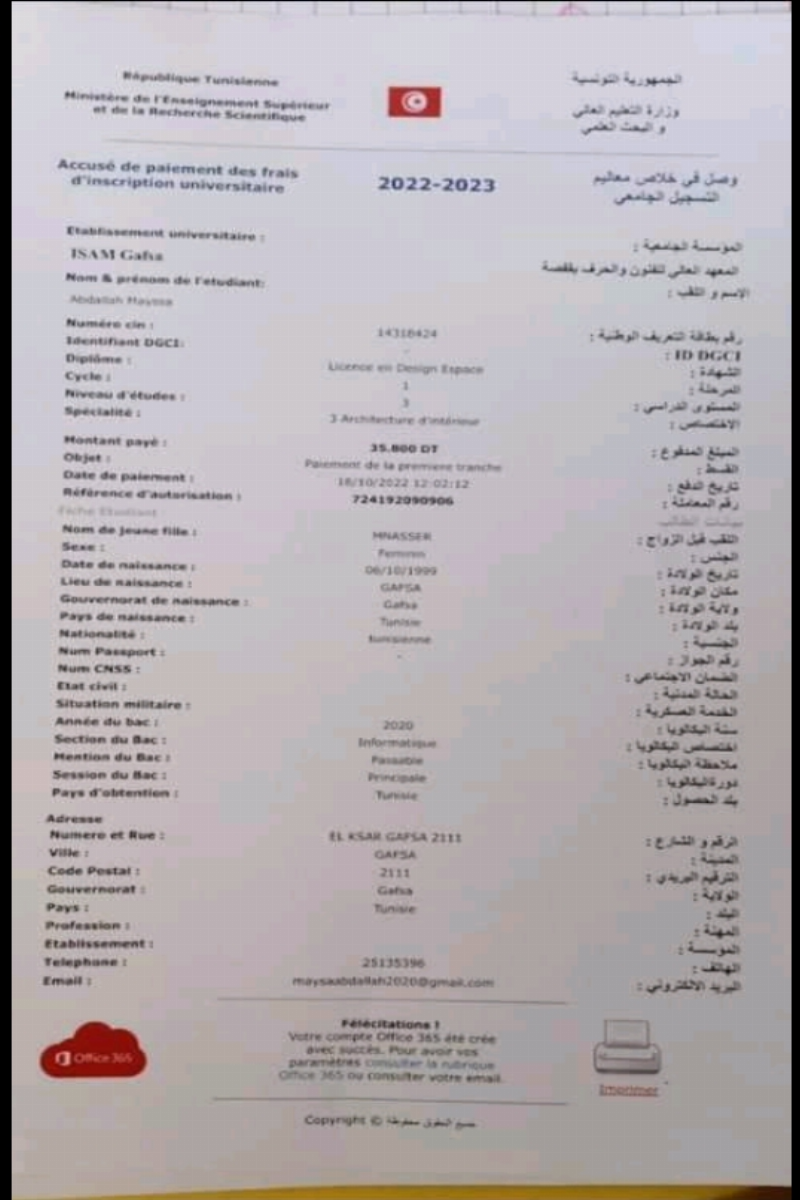 République Tunisienne
الجمهورية التونسية
Ministère de l'Enseignement Supérieur
et de la Recherche Scientifique
وزارة التعليم العالي
و البحث العلمي
Accusé de paiement des frais
d'inscription universitaire
2022-2023
وصل في خلاص معاليم
التسجيل الجامعي
Etablissement universitaire :
المؤسسة الجامعية :
ISAM Gafsa
المعهد العالي للفنون والحرف بقفصة
Nom & prénom de l'etudiant:
الاسم و اللقب :
Abdallah Mayssa
Numéro cin : 14318424 رقم بطاقة التعريف الوطنية :
Identifiant DGCI: - ID DGCI :
Diplôme : Licence en Design Espace الشهادة :
Cycle : 1 المرحلة :
Niveau d'études : 3 المستوى الدراسي :
Spécialité : 3 Architecture d'intérieur الاختصاص :
Montant payé : 35.800 DT المبلغ المدفوع :
Objet : Paiement de la premiere tranche القسط :
Date de paiement : 18/10/2022 12:02:12 تاريخ الدفع :
Référence d'autorisation : 724192090906 رقم المعاملة :
Fiche Etudiant بيانات الطالب
Nom de jeune fille : MNASSER اللقب قبل الزواج :
Sexe : Feminin الجنس :
Date de naissance : 06/10/1999 تاريخ الولادة :
Lieu de naissance : GAFSA مكان الولادة :
Gouvernorat de naissance : Gafsa ولاية الولادة :
Pays de naissance : Tunisie بلد الولادة :
Nationalité : tunisienne الجنسية :
Num Passport : - رقم الجواز :
Num CNSS : الضمان الاجتماعي :
Etat civil : الحالة المدنية :
Situation militaire : الخدمة العسكرية :
Année du bac : 2020 سنة البكالويا :
Section du Bac : Informatique اختصاص البكالويا :
Mention du Bac : Passable ملاحظة البكالويا :
Session du Bac : Principale دورةالبكالويا :
Pays d'obtention : Tunisie بلد الحصول :
Adresse
Numero et Rue : EL KSAR GAFSA 2111 الرقم و الشارع :
Ville : GAFSA المدينة :
Code Postal : 2111 الترقيم البريدي :
Gouvernorat : Gafsa الولاية :
Pays : Tunisie البلد :
Profession : المهنة :
Etablissement : المؤسسة :
Telephone : 25135396 الهاتف :
Email : maysaabdallah2020@gmail.com البريد الالكتروني :
Office 365
Félécitations !
Votre compte Office 365 été crée
avec succès. Pour avoir vos
paramètres consulter la rubrique
Office 365 ou consulter votre email.
Imprimer
Copyright © جميع الحقوق محفوظة